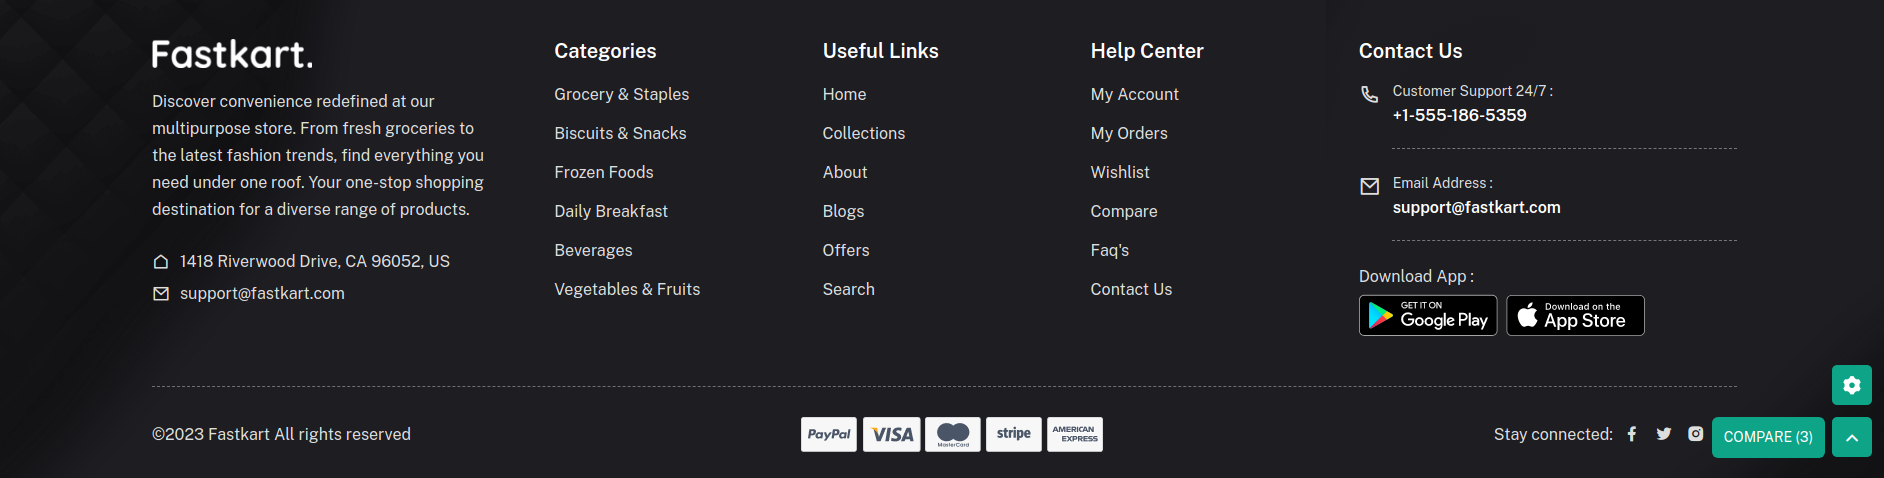 Fastkart.
Discover convenience redefined at our
multipurpose store. From fresh groceries to
the latest fashion trends, find everything you
need under one roof. Your one-stop shopping
destination for a diverse range of products.
1418 Riverwood Drive, CA 96052, US
support@fastkart.com
Categories
Grocery & Staples
Biscuits & Snacks
Frozen Foods
Daily Breakfast
Beverages
Vegetables & Fruits
Useful Links
Home
Collections
About
Blogs
Offers
Search
Help Center
My Account
My Orders
Wishlist
Compare
Faq's
Contact Us
Contact Us
Customer Support 24/7 :
+1-555-186-5359
Email Address :
support@fastkart.com
Download App :
GET IT ON
Google Play
Download on the
App Store
©2023 Fastkart All rights reserved
PayPal
VISA
MasterCard
stripe
AMERICAN
EXPRESS
Stay connected:
COMPARE (3)